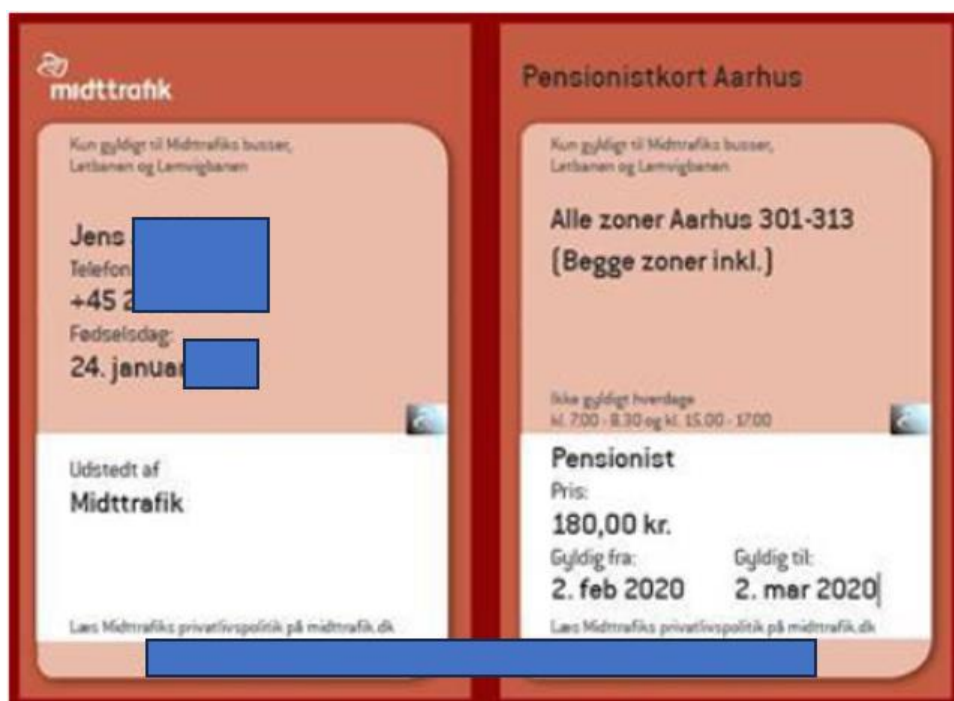 midttrafik
Kun gyldigt til Midttrafiks busser,
Letbanen og Lemvigbanen
Jens
Telefon
+45 2
Fødselsdag:
24. januar
Udstedt af
Midttrafik
Læs Midttrafiks privatlivspolitik på midttrafik.dk
Pensionistkort Aarhus
Kun gyldigt til Midttrafiks busser,
Letbanen og Lemvigbanen
Alle zoner Aarhus 301-313
(Begge zoner inkl.)
Ikke gyldigt hverdage
kl. 7.00 - 8.30 og kl. 15.00 - 17.00
Pensionist
Pris:
180,00 kr.
Gyldig fra: Gyldig til:
2. feb 2020 2. mar 2020
Læs Midttrafiks privatlivspolitik på midttrafik.dk